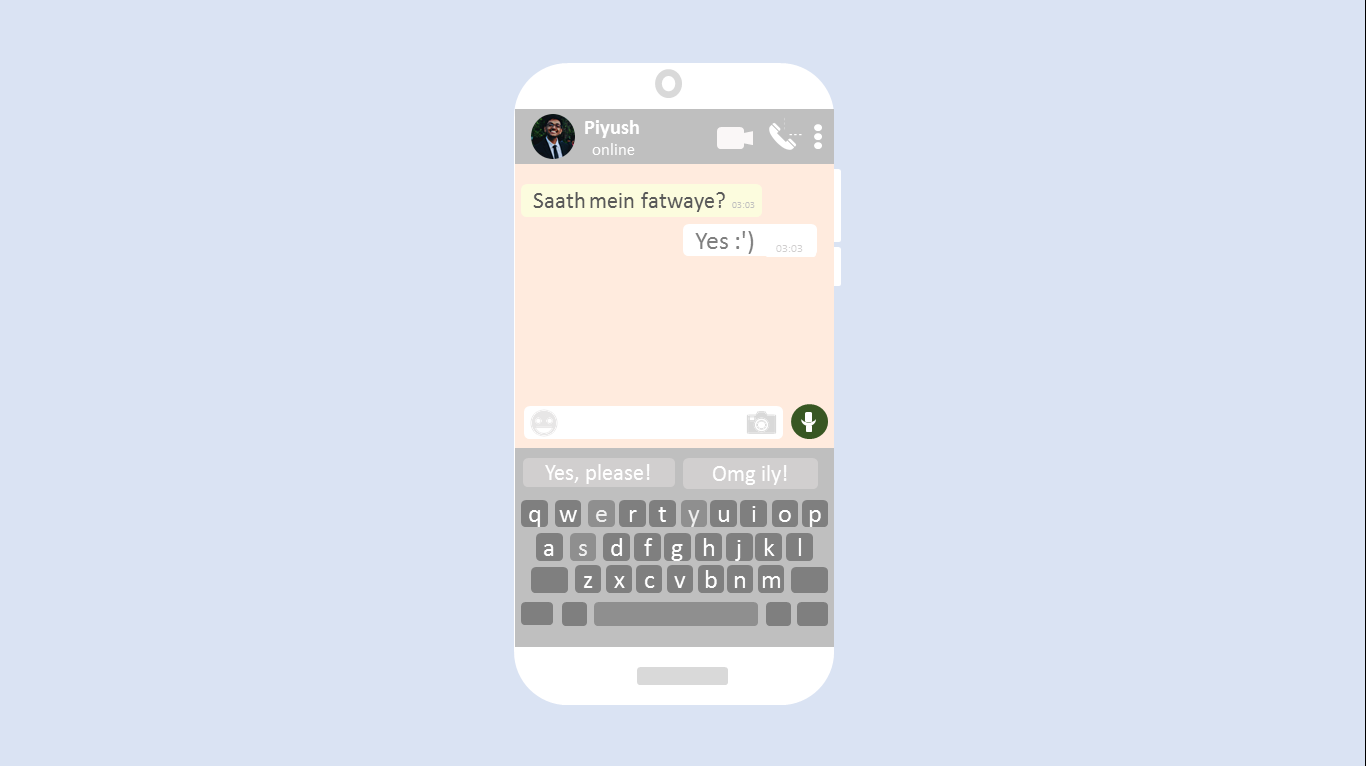 Piyush
online
Saath mein fatwaye? 03:03
Yes :') 03:03
Yes, please! Omg ily!
q w e r t y u i o p
a s d f g h j k l
z x c v b n m